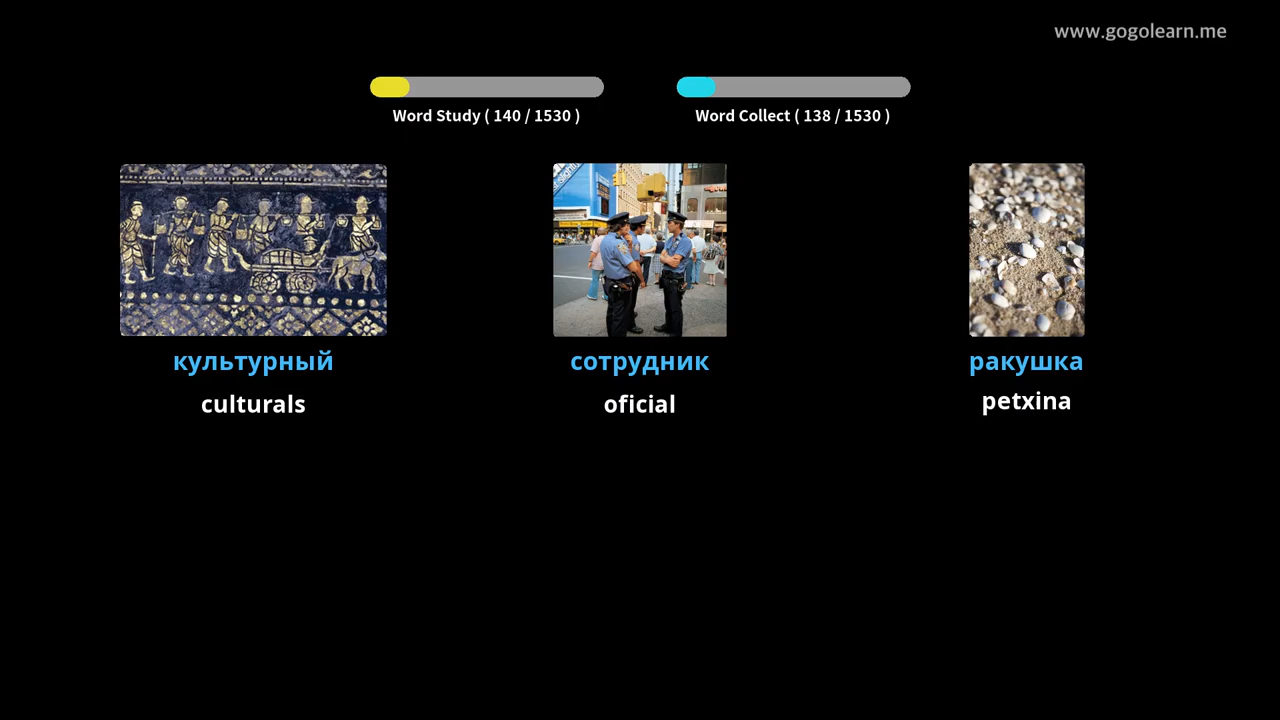 www.gogolearn.me
Word Study ( 140 / 1530 )
Word Collect ( 138 / 1530 )
культурный
culturals
сотрудник
oficial
ракушка
petxina